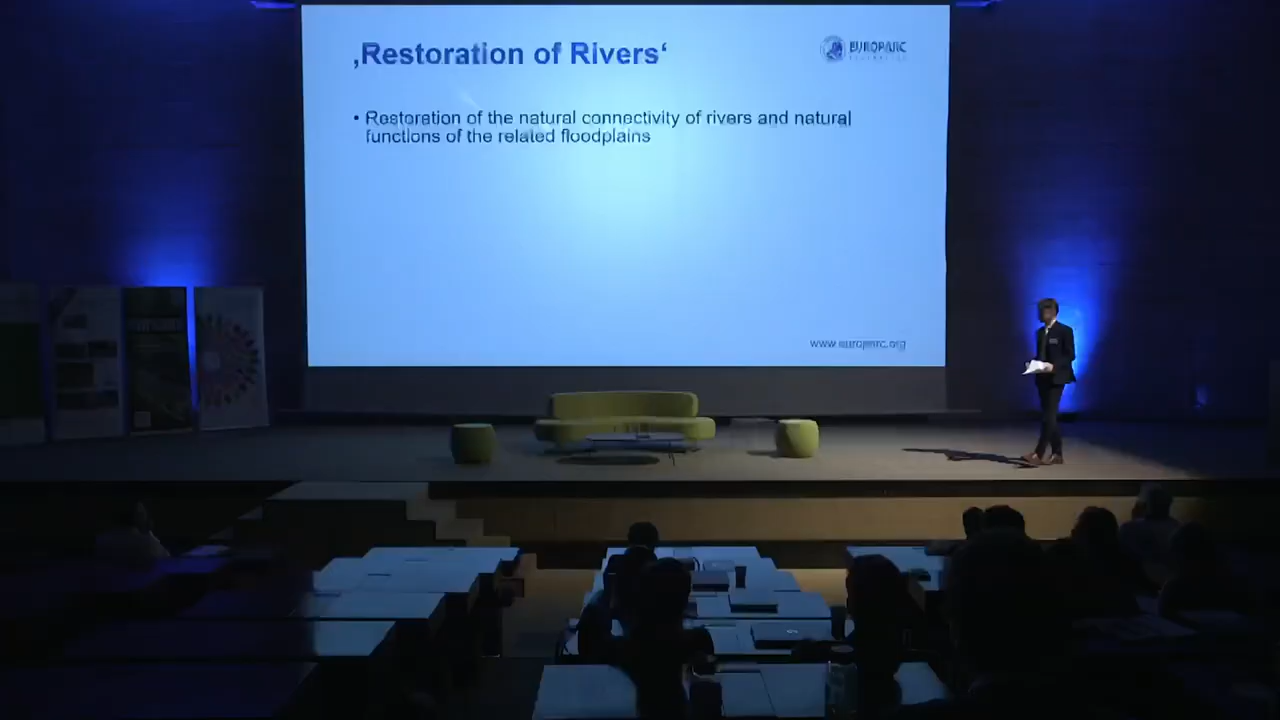 ‚Restoration of Rivers‘
EUROPARC
• Restoration of the natural connectivity of rivers and natural
functions of the related floodplains
www.europarc.org